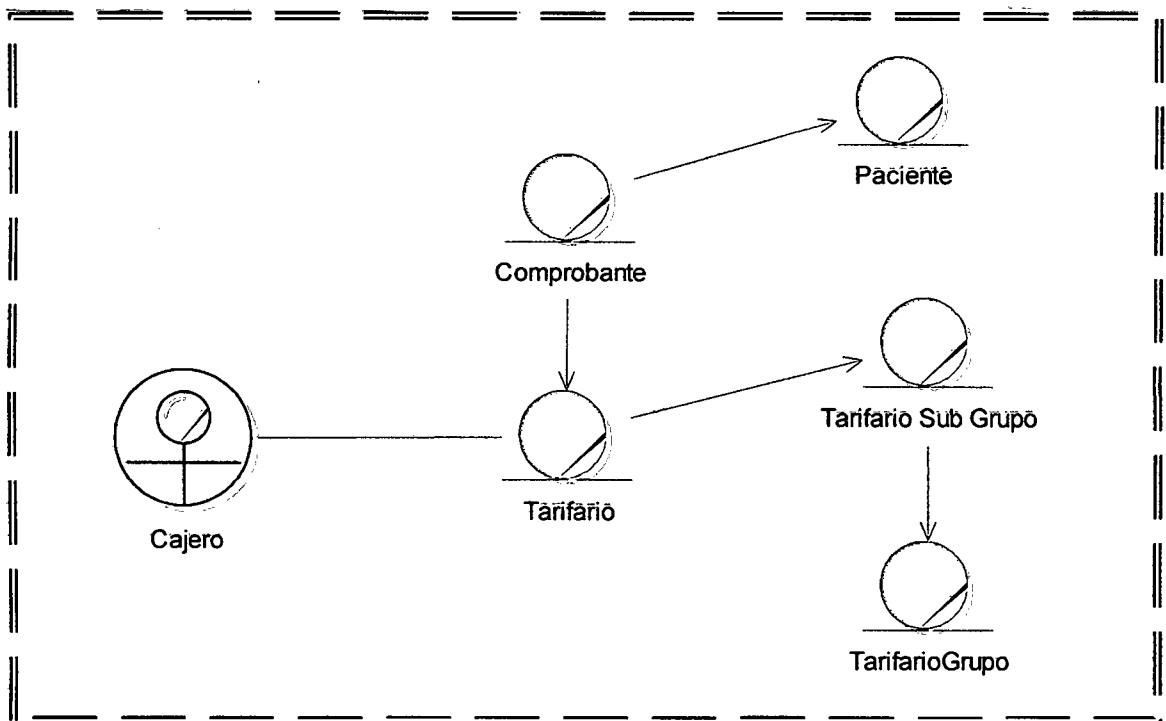 Paciente
Comprobante
Tarifario Sub Grupo
Tarifario
Cajero
TarifarioGrupo